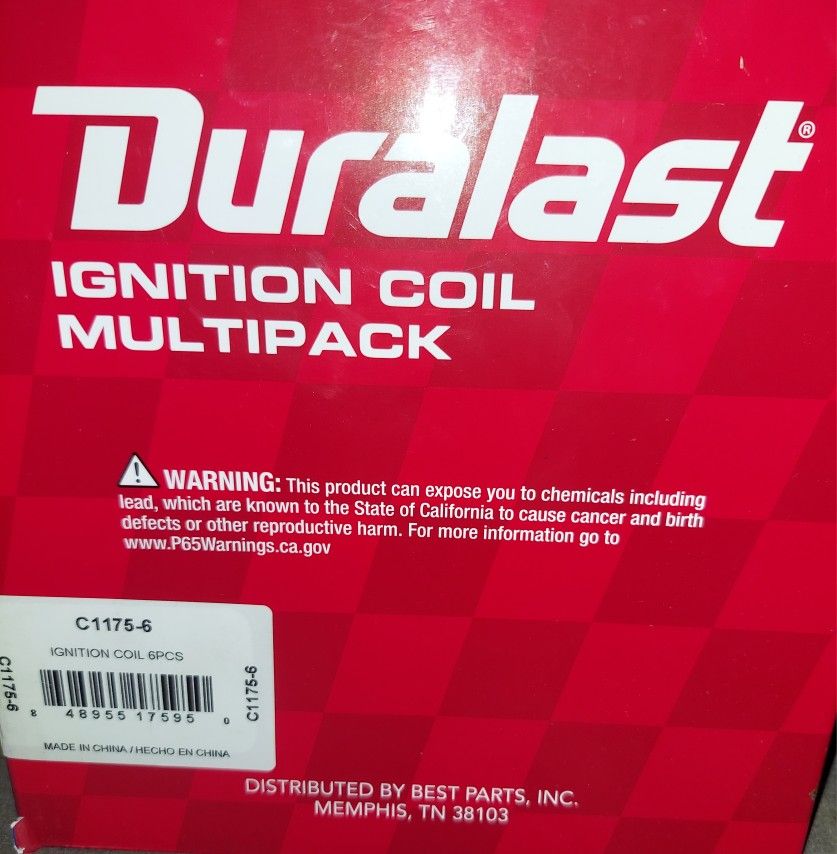 Duralast®
IGNITION COIL
MULTIPACK
WARNING: This product can expose you to chemicals including
lead, which are known to the State of California to cause cancer and birth
defects or other reproductive harm. For more information go to
www.P65Warnings.ca.gov
C1175-6
IGNITION COIL 6PCS
C1175-6
8 48955 17595 0
C1175-6
MADE IN CHINA / HECHO EN CHINA
DISTRIBUTED BY BEST PARTS, INC.
MEMPHIS, TN 38103